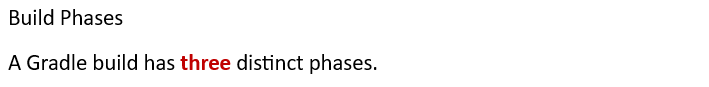 Build Phases
A Gradle build has three distinct phases.